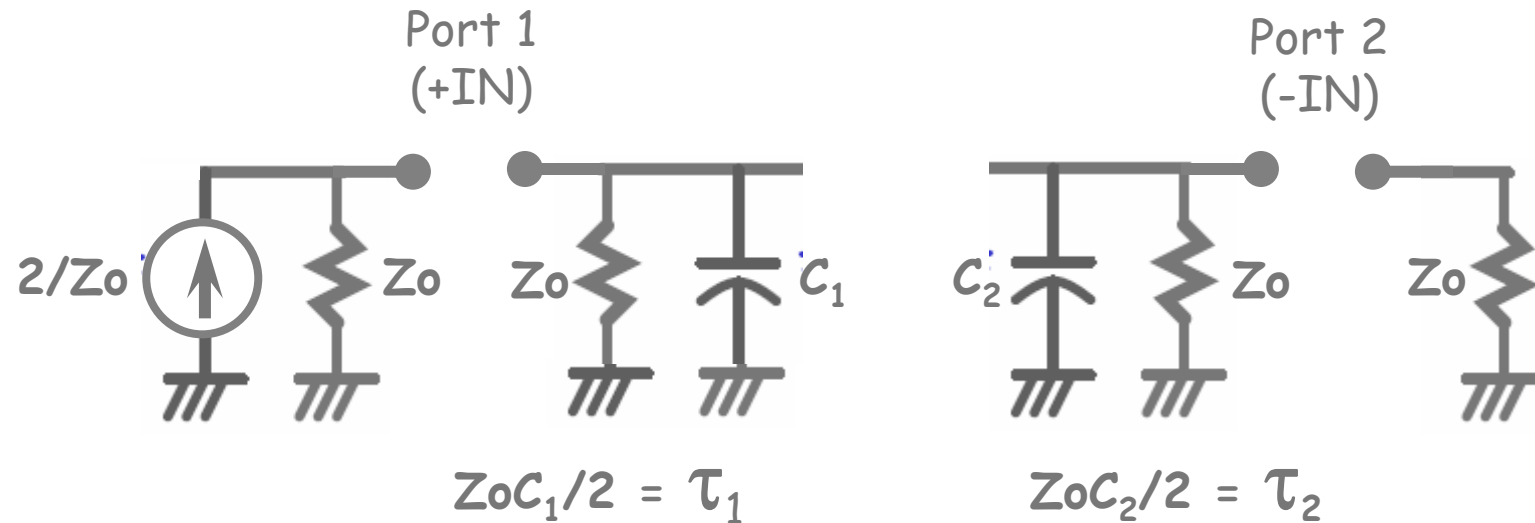 Port 1
(+IN)
Port 2
(-IN)
2/Zo
Zo
Zo
C₁
C₂
Zo
Zo
ZoC₁/2 = τ₁
ZoC₂/2 = τ₂